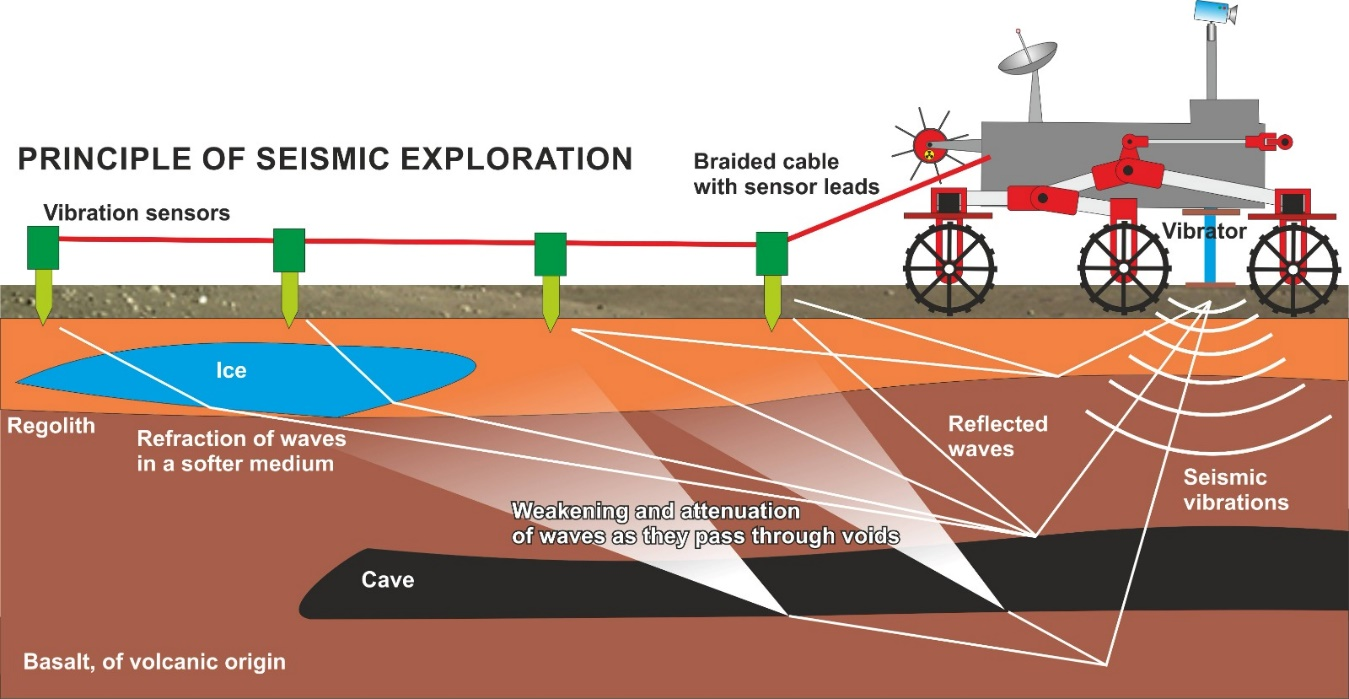 PRINCIPLE OF SEISMIC EXPLORATION
Braided cable
with sensor leads
Vibration sensors
Vibrator
Ice
Regolith
Refraction of waves
in a softer medium
Reflected
waves
Seismic
vibrations
Weakening and attenuation
of waves as they pass through voids
Cave
Basalt, of volcanic origin